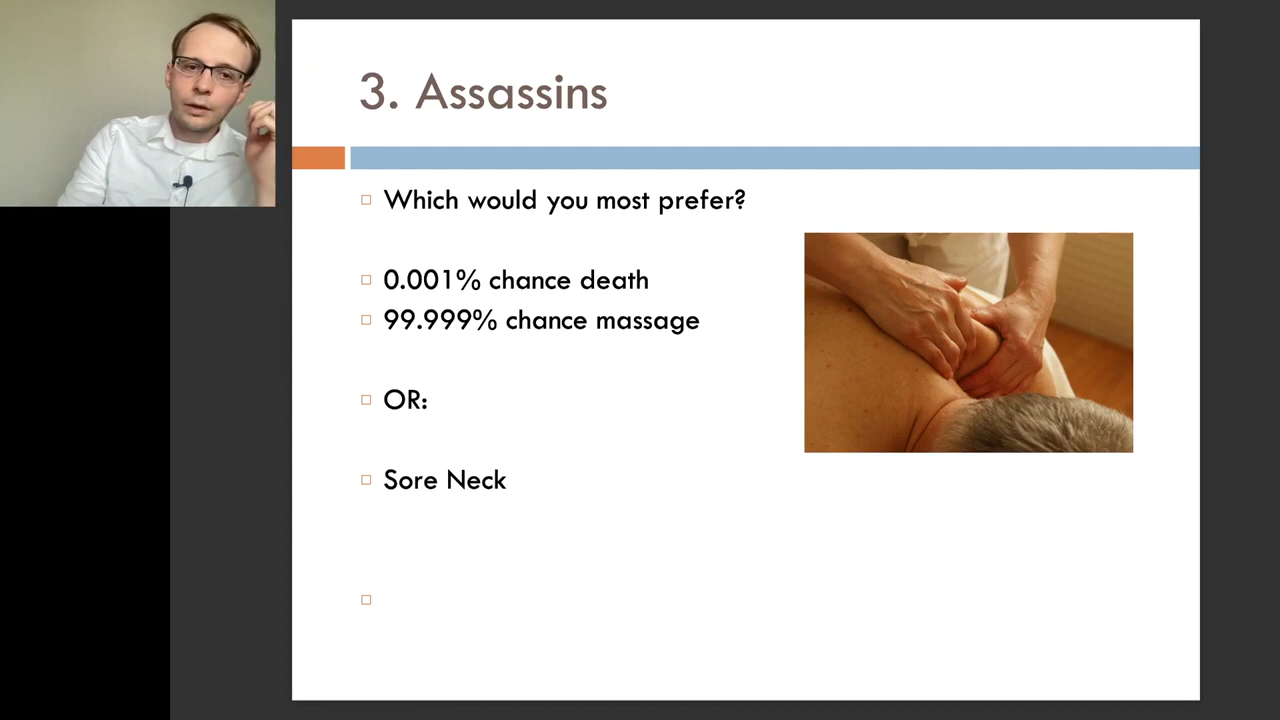 3. Assassins
Which would you most prefer?
0.001% chance death
99.999% chance massage
OR:
Sore Neck